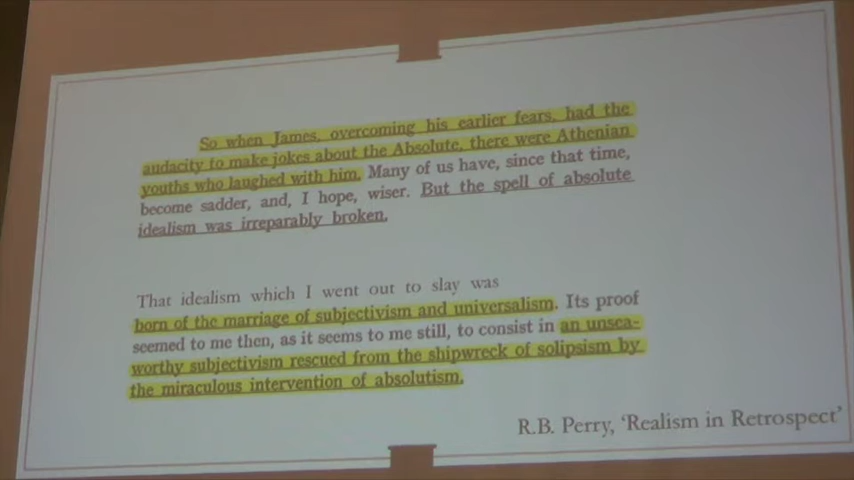 So when James, overcoming his earlier fears, had the
audacity to make jokes about the Absolute, there were Athenian
youths who laughed with him. Many of us have, since that time,
become sadder, and, I hope, wiser. But the spell of absolute
idealism was irreparably broken.
That idealism which I went out to slay was
born of the marriage of subjectivism and universalism. Its proof
seemed to me then, as it seems to me still, to consist in an unsea-
worthy subjectivism rescued from the shipwreck of solipsism by
the miraculous intervention of absolutism.
R.B. Perry, ‘Realism in Retrospect’